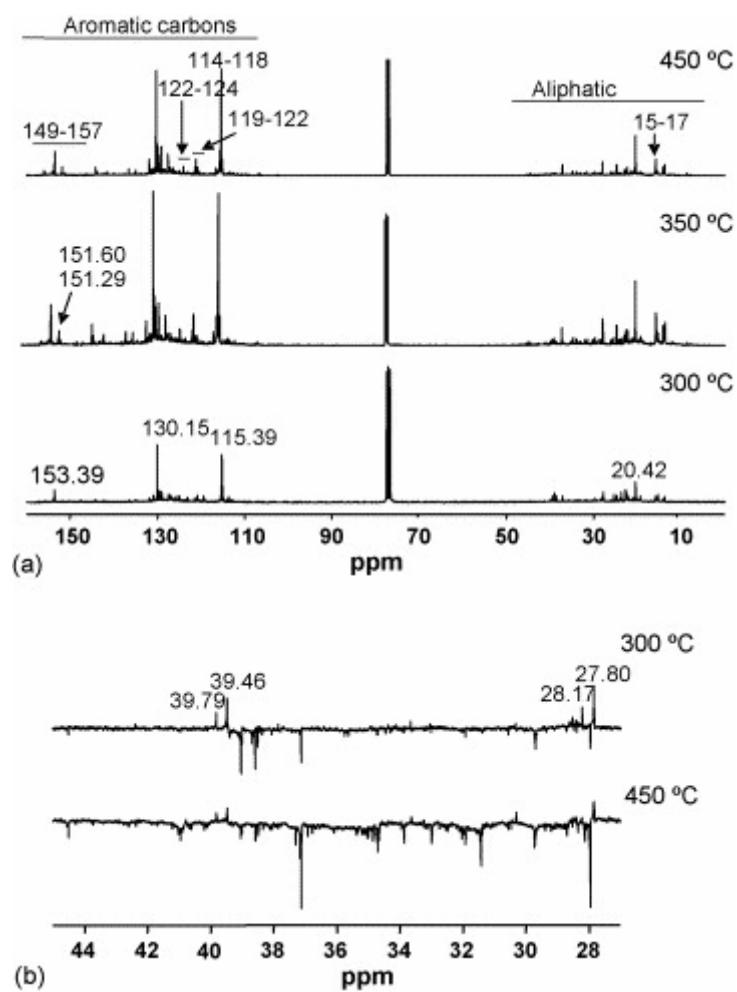 Aromatic carbons
114-118
450 ºC
122-124
119-122
Aliphatic
149-157
15-17
350 ºC
151.60
151.29
300 ºC
130.15
115.39
153.39
20.42
150 130 110 90 70 50 30 10
(a) ppm
300 ºC
39.46
27.80
39.79
28.17
450 ºC
44 42 40 38 36 34 32 30 28
(b) ppm